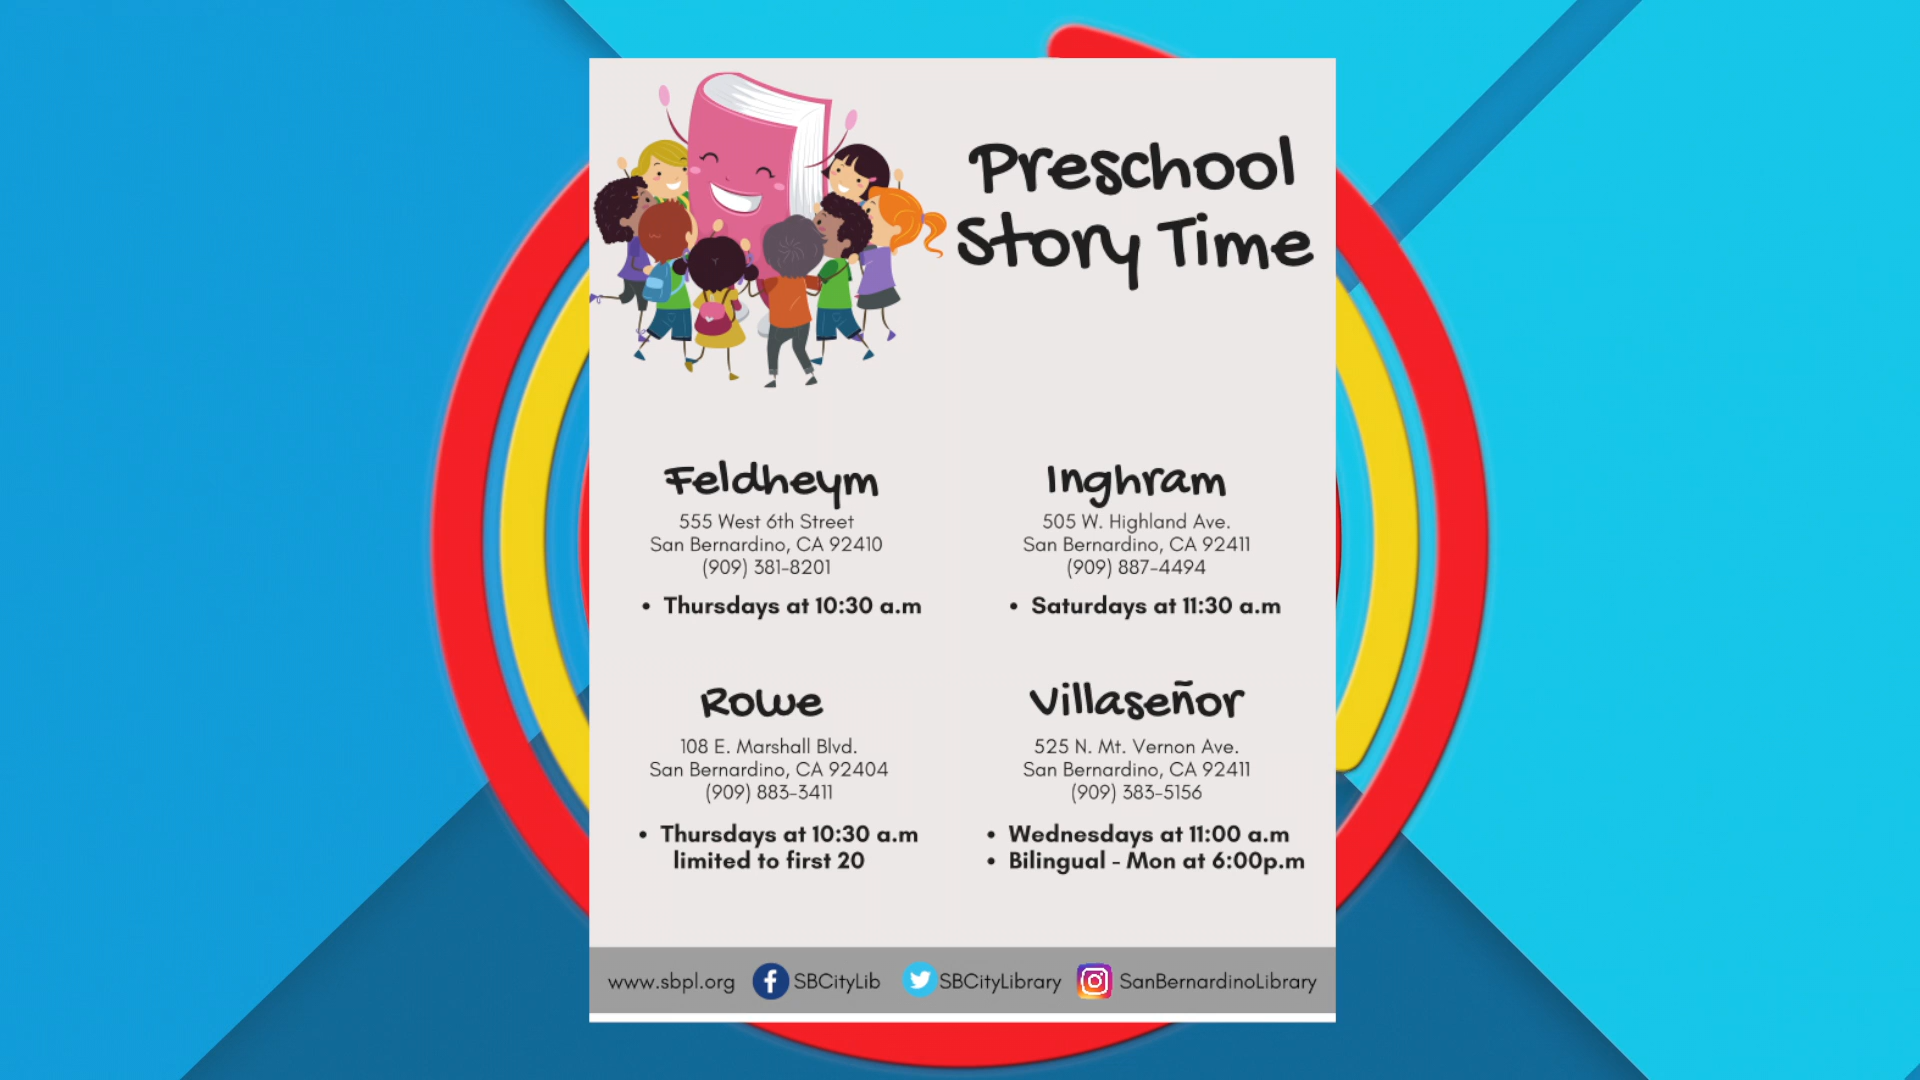 Preschool
Story Time
Feldheym
555 West 6th Street
San Bernardino, CA 92410
(909) 381-8201
• Thursdays at 10:30 a.m
Inghram
505 W. Highland Ave.
San Bernardino, CA 92411
(909) 887-4494
• Saturdays at 11:30 a.m
Rowe
108 E. Marshall Blvd.
San Bernardino, CA 92404
(909) 883-3411
• Thursdays at 10:30 a.m
limited to first 20
Villaseñor
525 N. Mt. Vernon Ave.
San Bernardino, CA 92411
(909) 383-5156
• Wednesdays at 11:00 a.m
• Bilingual - Mon at 6:00p.m
www.sbpl.org SBCityLib SBCityLibrary SanBernardinoLibrary